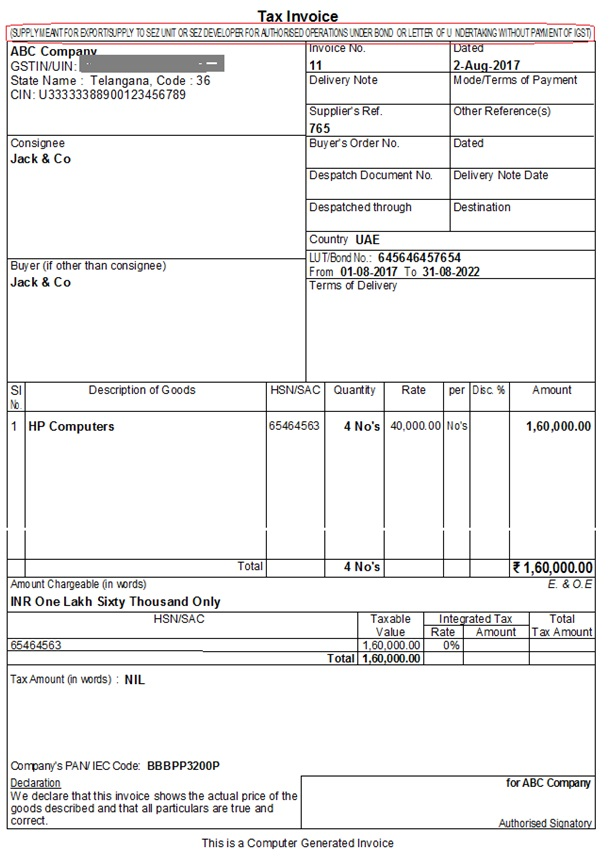 Tax Invoice
(SUPPLY MEANT FOR EXPORT/SUPPLY TO SEZ UNIT OR SEZ DEVELOPER FOR AUTHORISED OPERATIONS UNDER BOND OR LETTER OF UNDERTAKING WITHOUT PAYMENT OF IGST)
ABC Company
GSTIN/UIN:
State Name : Telangana, Code : 36
CIN: U33333388900123456789
Invoice No. Dated
11 2-Aug-2017
Delivery Note Mode/Terms of Payment
Supplier's Ref. Other Reference(s)
765
Consignee
Jack & Co
Buyer's Order No. Dated
Despatch Document No. Delivery Note Date
Despatched through Destination
Country UAE
LUT/Bond No.: 645646457654
From 01-08-2017 To 31-08-2022
Buyer (if other than consignee)
Jack & Co
Terms of Delivery
Sl No. Description of Goods HSN/SAC Quantity Rate per Disc. % Amount
1 HP Computers 65464563 4 No's 40,000.00 No's 1,60,000.00
Total 4 No's ₹ 1,60,000.00
Amount Chargeable (in words) E. & O.E
INR One Lakh Sixty Thousand Only
HSN/SAC Taxable Value Integrated Tax Rate Amount Total Tax Amount
65464563 1,60,000.00 0%
Total 1,60,000.00
Tax Amount (in words) : NIL
Company's PAN/ IEC Code: BBBPP3200P
Declaration
We declare that this invoice shows the actual price of the
goods described and that all particulars are true and
correct.
for ABC Company
Authorised Signatory
This is a Computer Generated Invoice